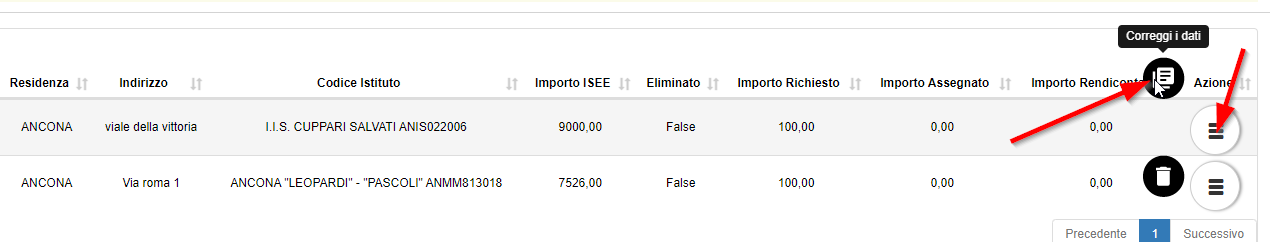 Correggi i dati
Residenza Indirizzo Codice Istituto Importo ISEE Eliminato Importo Richiesto Importo Assegnato Importo Rendiconto Azione
ANCONA viale della vittoria I.I.S. CUPPARI SALVATI ANIS022006 9000,00 False 100,00 0,00 0,00
ANCONA Via roma 1 ANCONA "LEOPARDI" - "PASCOLI" ANMM813018 7526,00 False 100,00 0,00 0,00
Precedente 1 Successivo